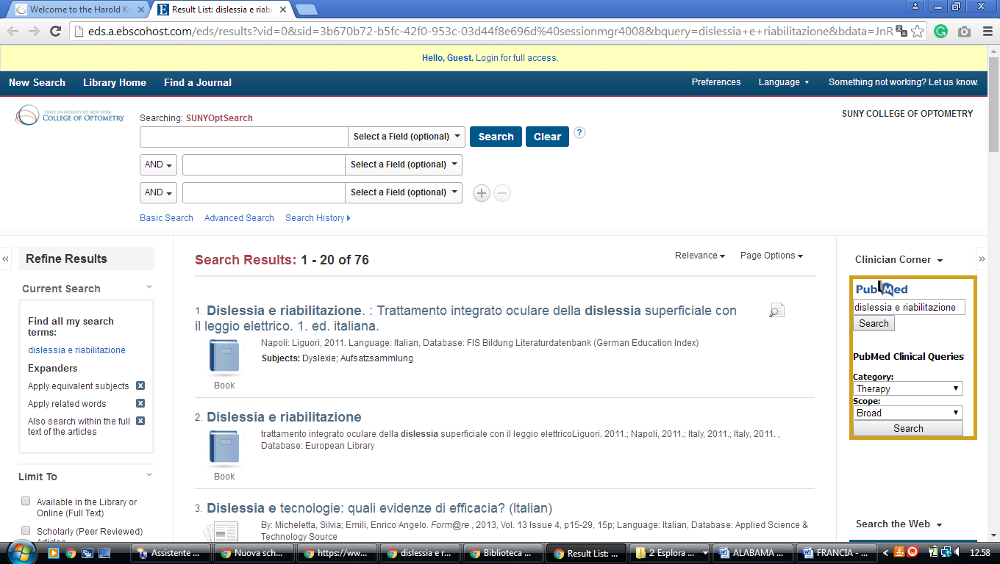 Welcome to the Harold Ko
Result List: dislessia e riabi
eds.a.ebscohost.com/eds/results?vid=0&sid=3b670b72-b5fc-42f0-953c-03d44f8e696d%40sessionmgr4008&bquery=dislessia+e+riabilitazione&bdata=JnR
Hello, Guest. Login for full access.
New Search Library Home Find a Journal Preferences Language Something not working? Let us know.
STATE UNIVERSITY OF NEW YORK
COLLEGE OF OPTOMETRY
SUNY COLLEGE OF OPTOMETRY
Searching: SUNYOptSearch
Select a Field (optional) Search Clear ?
AND Select a Field (optional)
AND Select a Field (optional)
Basic Search Advanced Search Search History
Refine Results
Current Search
Find all my search
terms:
dislessia e riabilitazione
Expanders
Apply equivalent subjects
Apply related words
Also search within the full
text of the articles
Limit To
Available in the Library or
Online (Full Text)
Scholarly (Peer Reviewed)
Articles
Search Results: 1 - 20 of 76
Relevance Page Options
1. Dislessia e riabilitazione. : Trattamento integrato oculare della dislessia superficiale con
il leggio elettrico. 1. ed. italiana.
Napoli: Liguori, 2011. Language: Italian, Database: FIS Bildung Literaturdatenbank (German Education Index)
Subjects: Dyslexie; Aufsatzsammlung
Book
2. Dislessia e riabilitazione
trattamento integrato oculare della dislessia superficiale con il leggio elettricoLiguori, 2011.; Napoli, 2011.; Italy, 2011.; Italy, 2011. ,
Database: European Library
Book
3. Dislessia e tecnologie: quali evidenze di efficacia? (Italian)
By: Micheletta, Silvia; Emili, Enrico Angelo. Form@re , 2013, Vol. 13 Issue 4, p15-29, 15p; Language: Italian, Database: Applied Science &
Technology Source
Clinician Corner
PubMed
dislessia e riabilitazione
Search
PubMed Clinical Queries
Category:
Therapy
Scope:
Broad
Search
Search the Web
Assistente ... Nuova sch... https://ww... dislessia e r... Biblioteca ... Result List: ... 2 Esplora ... ALABAMA ... FRANCIA - ... 12.58